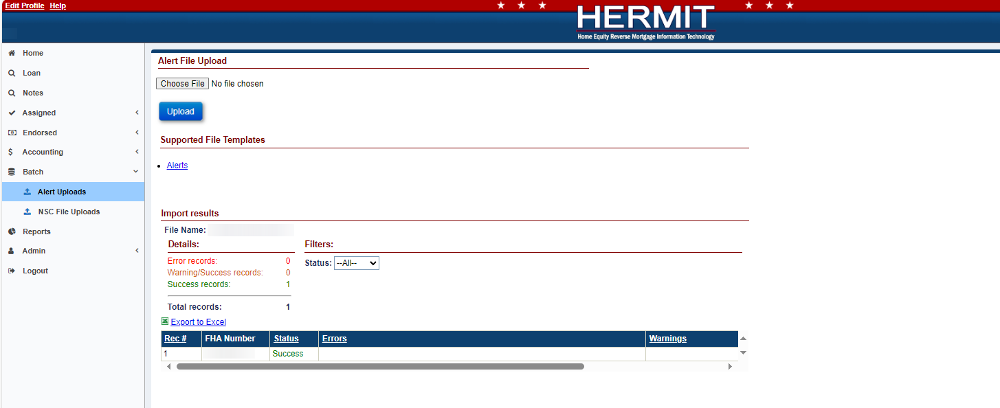 Edit Profile Help
HERMIT
Home Equity Reverse Mortgage Information Technology
Home
Loan
Notes
Assigned
Endorsed
Accounting
Batch
Alert Uploads
NSC File Uploads
Reports
Admin
Logout
Alert File Upload
Choose File No file chosen
Upload
Supported File Templates
Alerts
Import results
File Name:
Details: Filters:
Error records: 0 Status: --All--
Warning/Success records: 0
Success records: 1
Total records: 1
Export to Excel
Rec # FHA Number Status Errors Warnings
1 Success